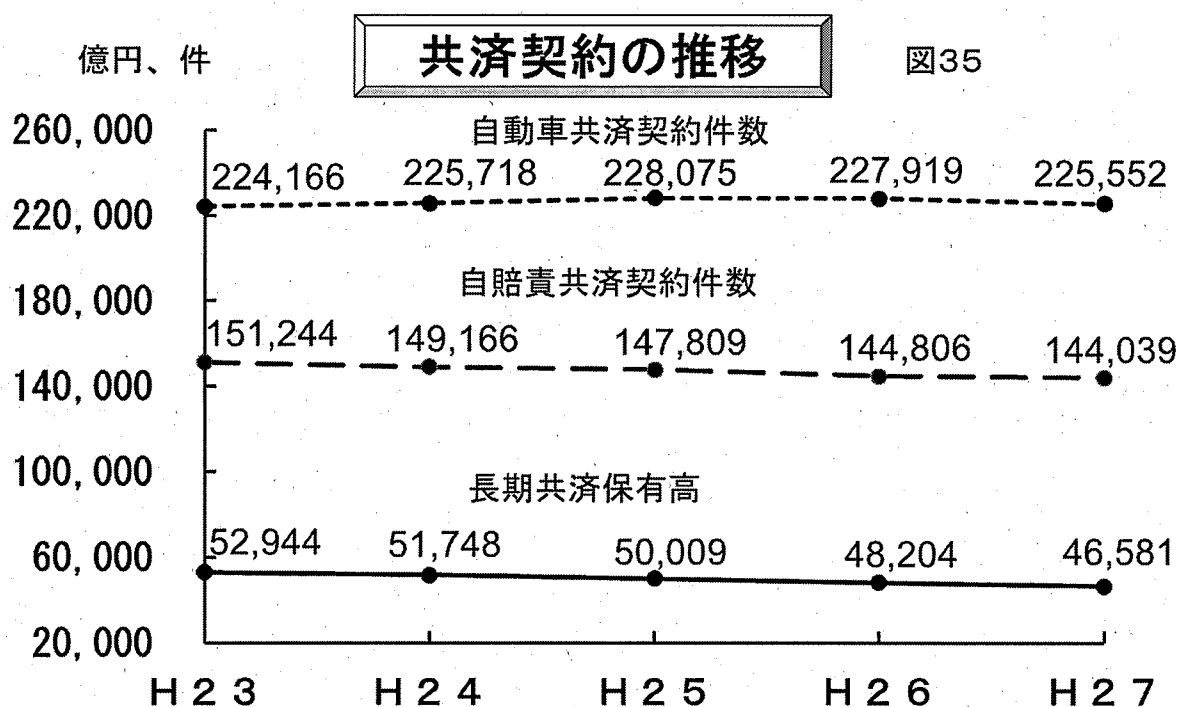 億円、件
共済契約の推移
図35
260,000
自動車共済契約件数
224,166 225,718 228,075 227,919 225,552
220,000
自賠責共済契約件数
180,000
151,244 149,166 147,809 144,806 144,039
140,000
100,000
長期共済保有高
52,944 51,748 50,009 48,204 46,581
60,000
20,000
H23 H24 H25 H26 H27